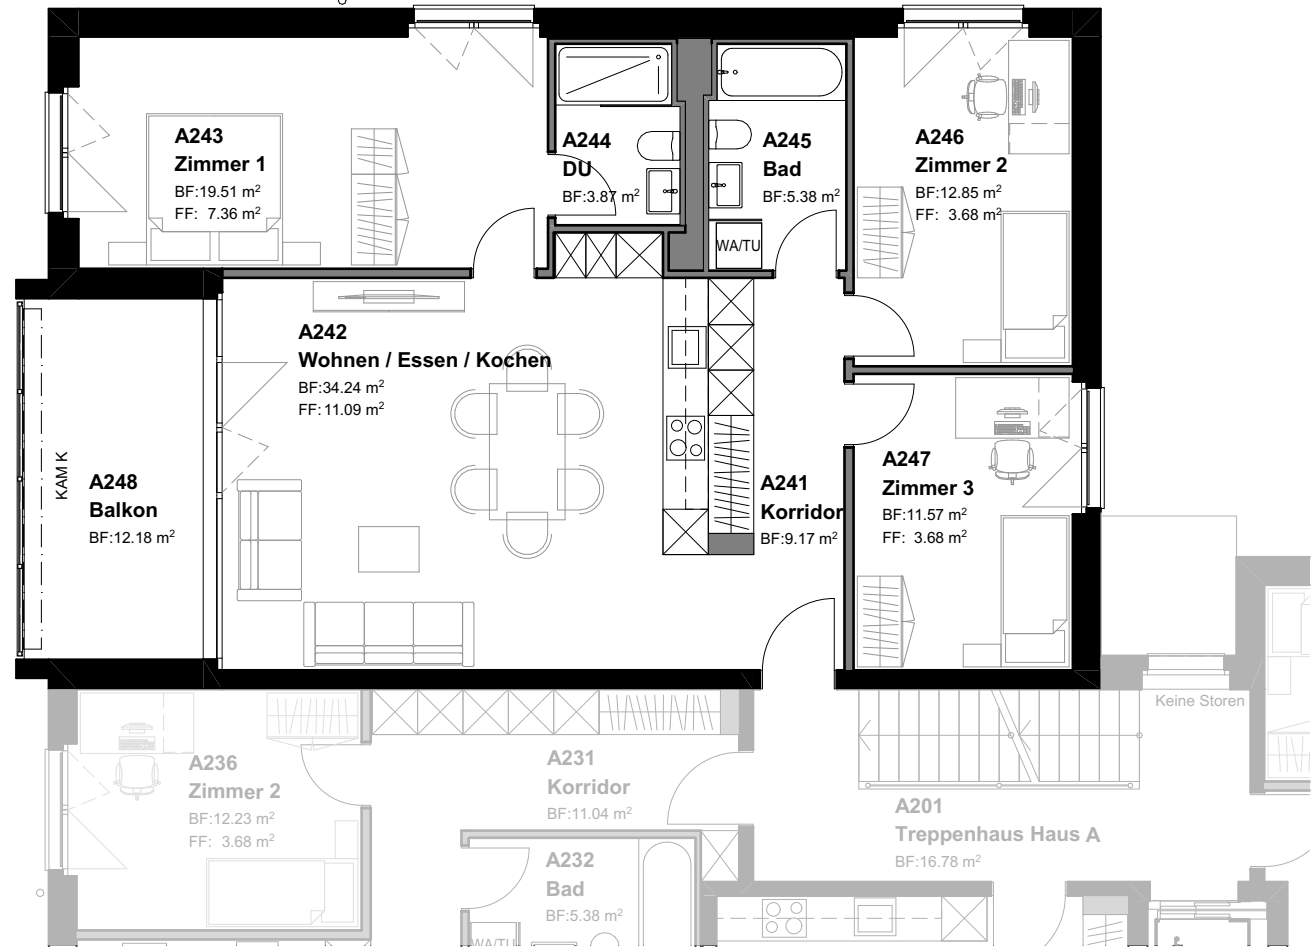 A243
Zimmer 1
BF:19.51 m²
FF: 7.36 m²
A244
DU
BF:3.87 m²
A245
Bad
BF:5.38 m²
WA/TU
A246
Zimmer 2
BF:12.85 m²
FF: 3.68 m²
A242
Wohnen / Essen / Kochen
BF:34.24 m²
FF:11.09 m²
KAM K
A248
Balkon
BF:12.18 m²
A241
Korridor
BF:9.17 m²
A247
Zimmer 3
BF:11.57 m²
FF: 3.68 m²
Keine Storen
A236
Zimmer 2
BF:12.23 m²
FF: 3.68 m²
A231
Korridor
BF:11.04 m²
A201
Treppenhaus Haus A
BF:16.78 m²
A232
Bad
BF:5.38 m²
WA/TU